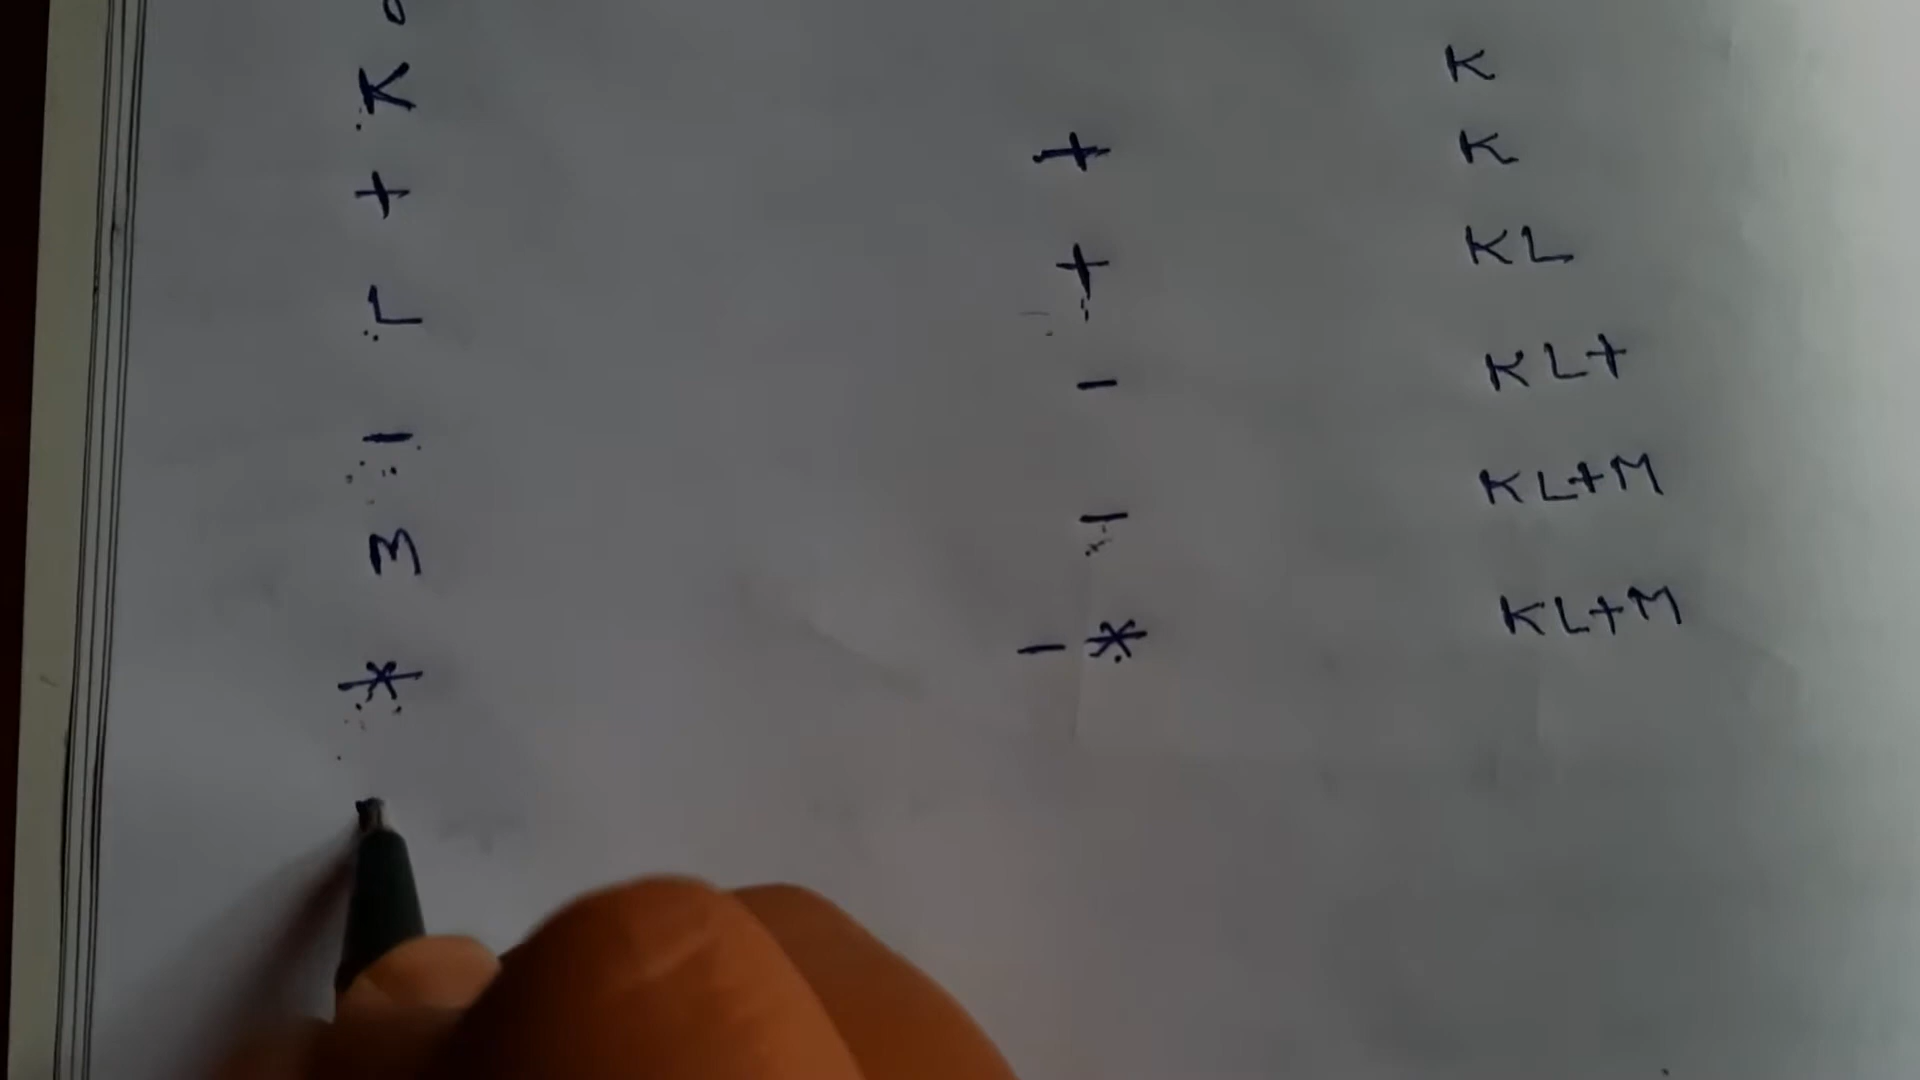 K K
+ + K
L + KL
- - KL+
M - KL+M
* -* KL+M